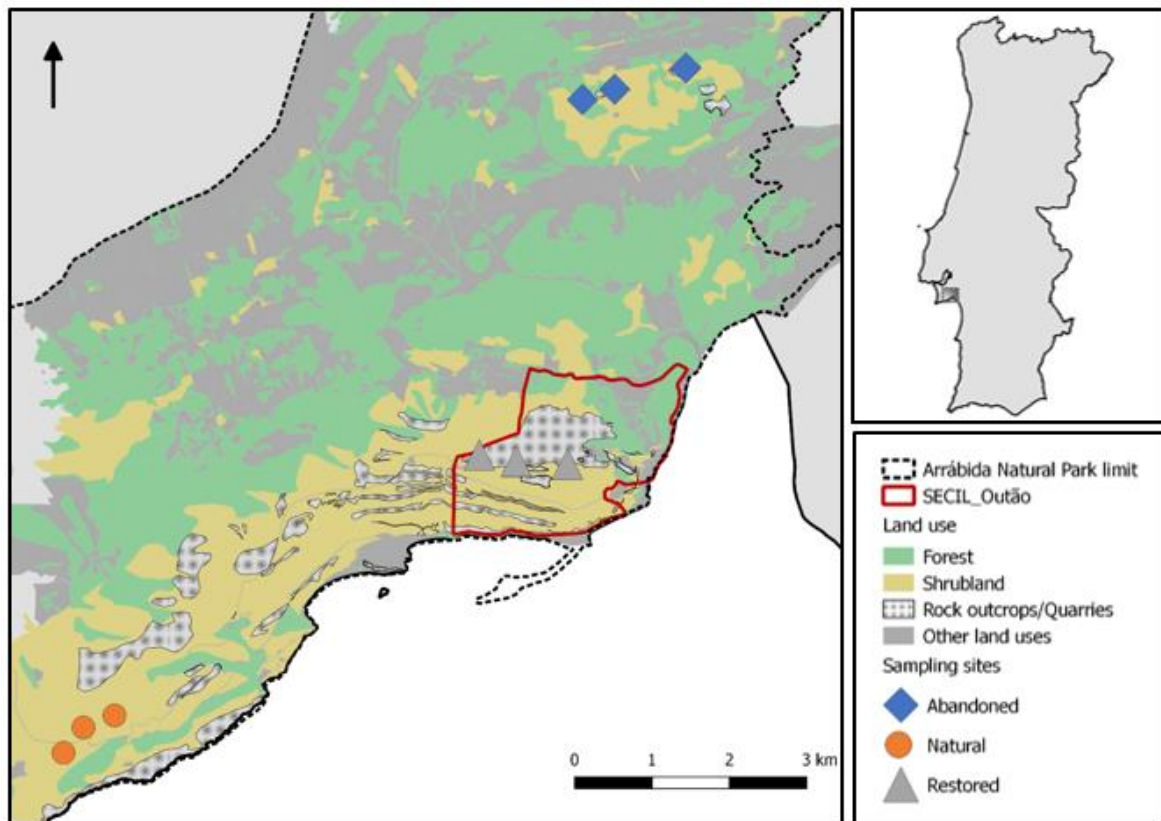 0 1 2 3 km
Arrábida Natural Park limit
SECIL_Outão
Land use
Forest
Shrubland
Rock outcrops/Quarries
Other land uses
Sampling sites
Abandoned
Natural
Restored